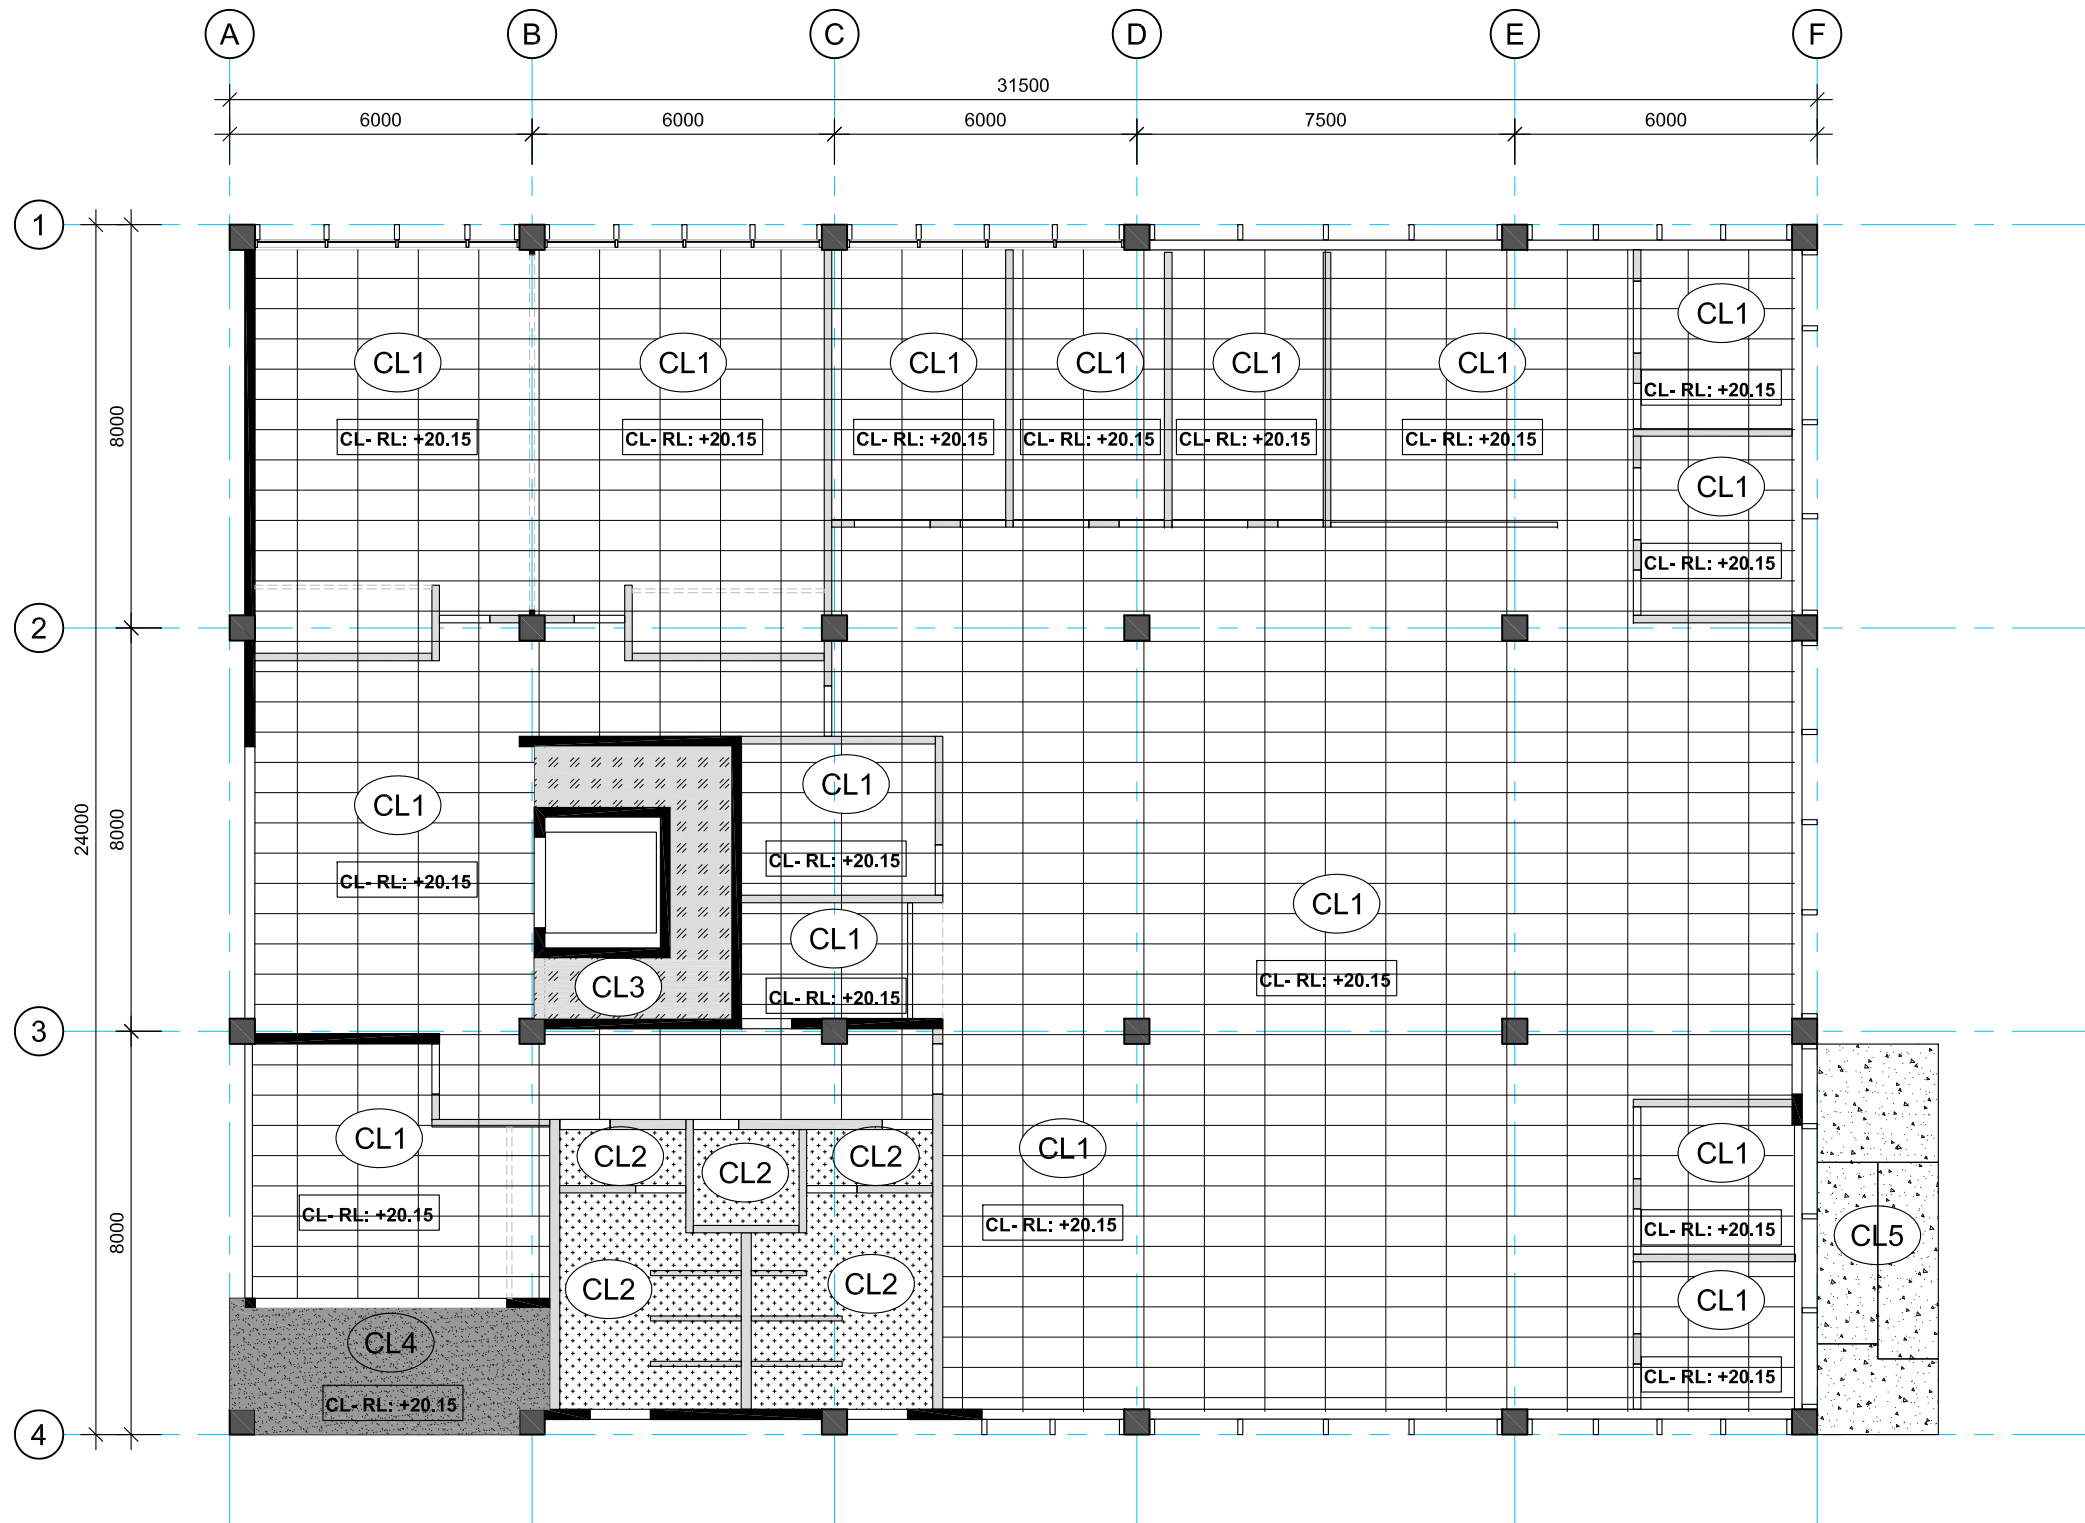 A B C D E F
31500
6000 6000 6000 7500 6000
1
CL1
CL1 CL1 CL1 CL1 CL1 CL1
CL- RL: +20.15
8000
CL- RL: +20.15 CL- RL: +20.15 CL- RL: +20.15 CL- RL: +20.15 CL- RL: +20.15 CL- RL: +20.15
CL1
CL- RL: +20.15
2
CL1
CL1
24000
8000
CL- RL: +20.15
CL- RL: +20.15
CL1
CL1
CL- RL: +20.15
CL3
CL- RL: +20.15
3
CL1
CL1
CL2 CL2
CL1
CL2
CL- RL: +20.15
CL- RL: +20.15
CL- RL: +20.15
8000
CL5
CL2
CL2
CL1
CL4
CL- RL: +20.15
CL- RL: +20.15
4